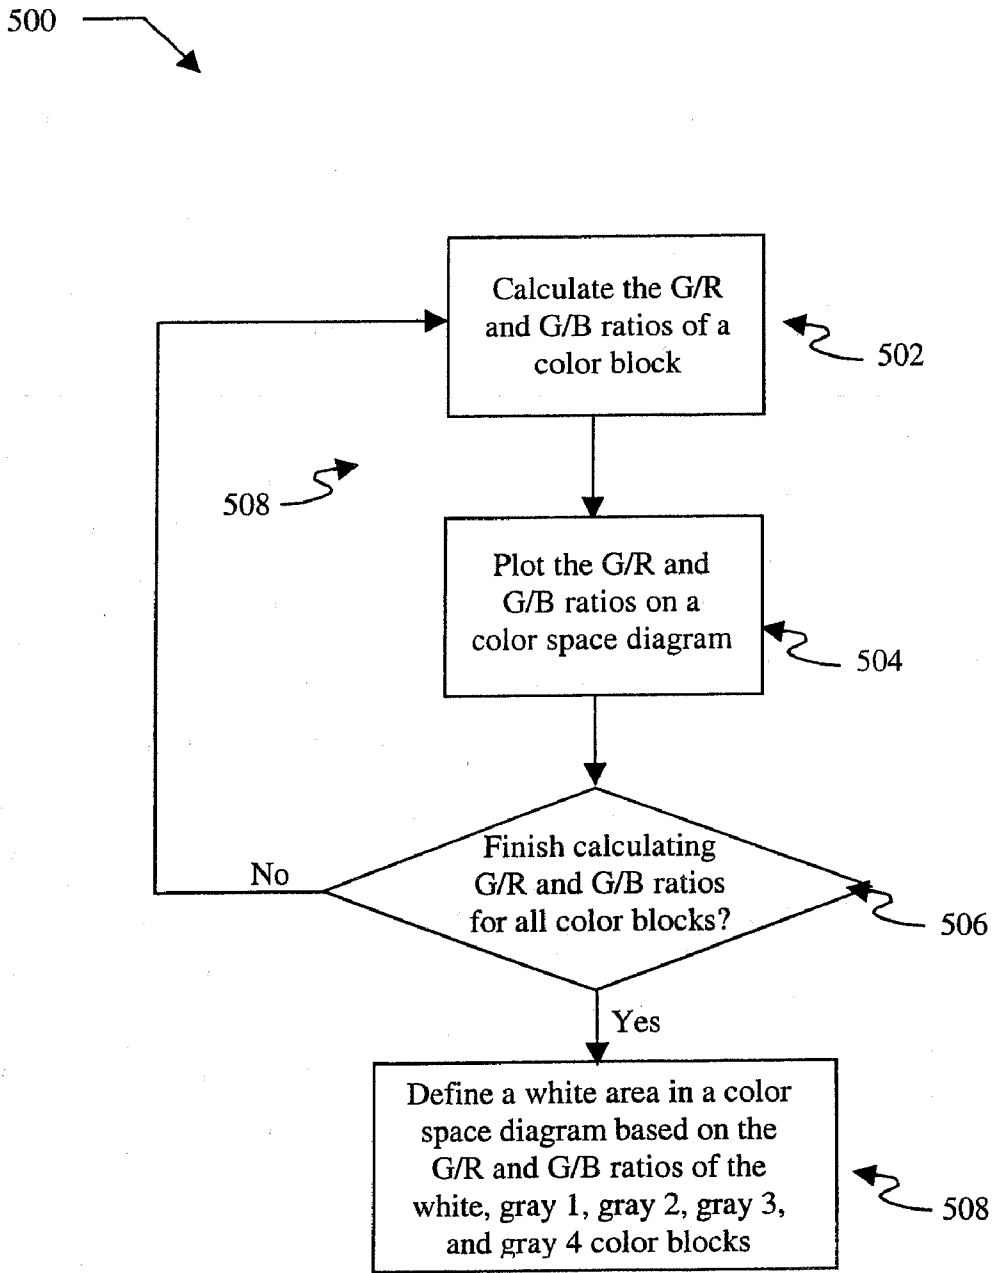 500
Calculate the G/R
and G/B ratios of a
color block
502
508
Plot the G/R and
G/B ratios on a
color space diagram
504
Finish calculating
G/R and G/B ratios
for all color blocks?
No
506
Yes
Define a white area in a color
space diagram based on the
G/R and G/B ratios of the
white, gray 1, gray 2, gray 3,
and gray 4 color blocks
508